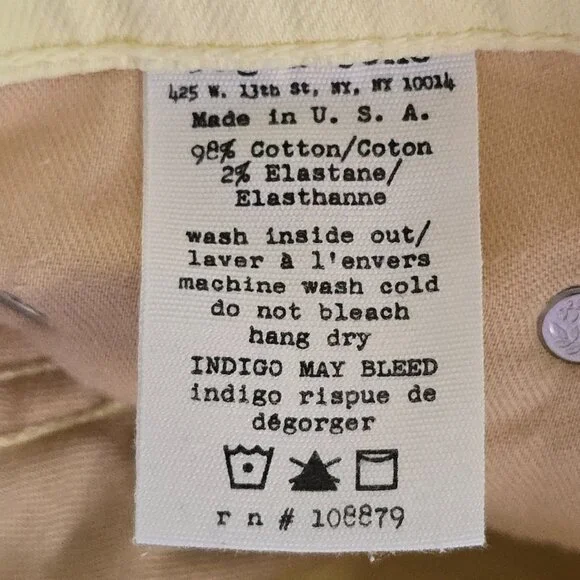 425 W. 13th St, NY, NY 10014
Made in U. S. A.
98% Cotton/Coton
2% Elastane/
Elasthanne
wash inside out/
laver à l'envers
machine wash cold
do not bleach
hang dry
INDIGO MAY BLEED
indigo rispue de
dégorger
r n # 108879